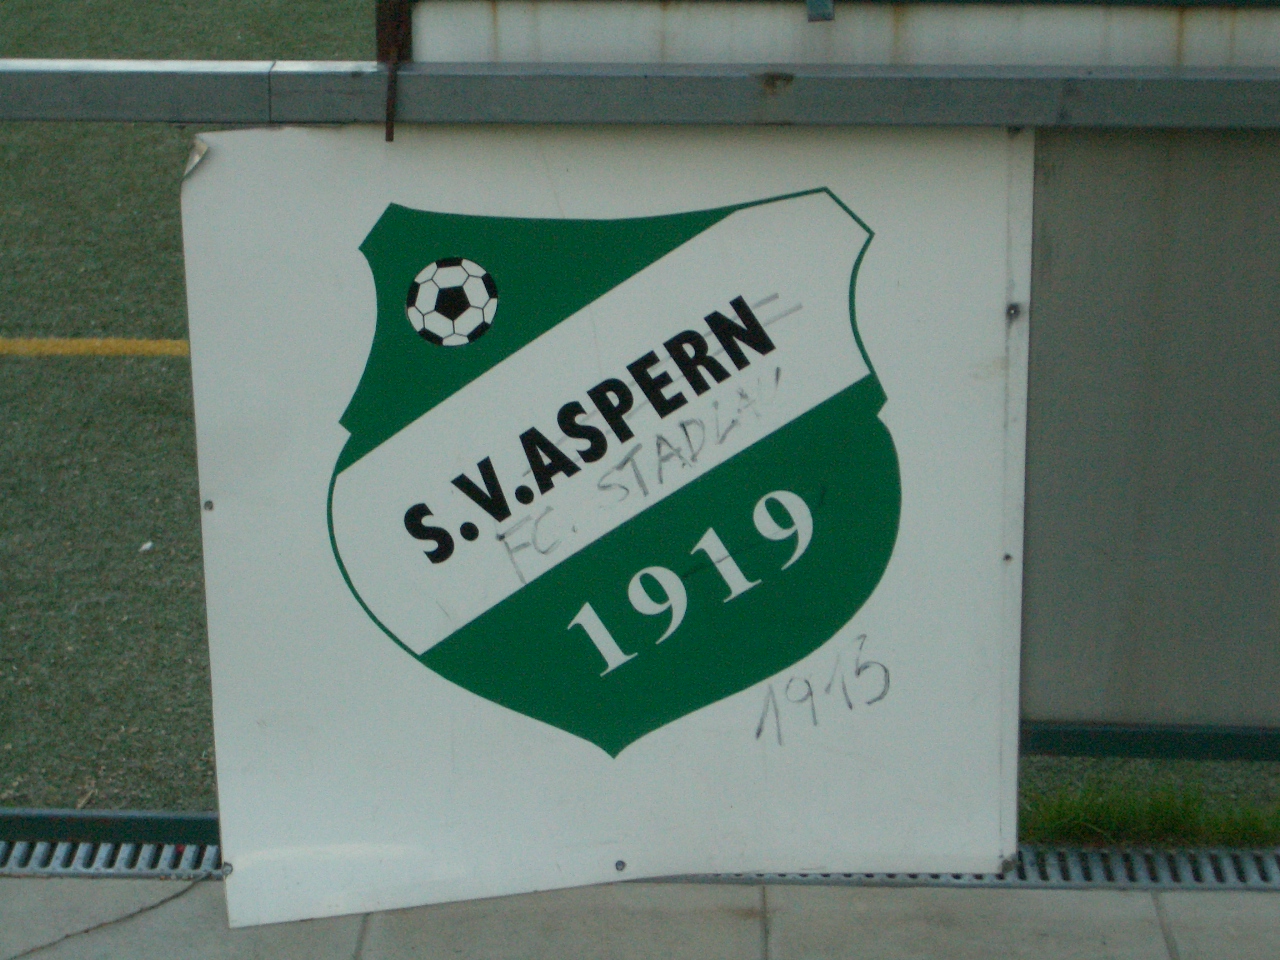 S.V.ASPERN
FC. STADLAU
1919
1913